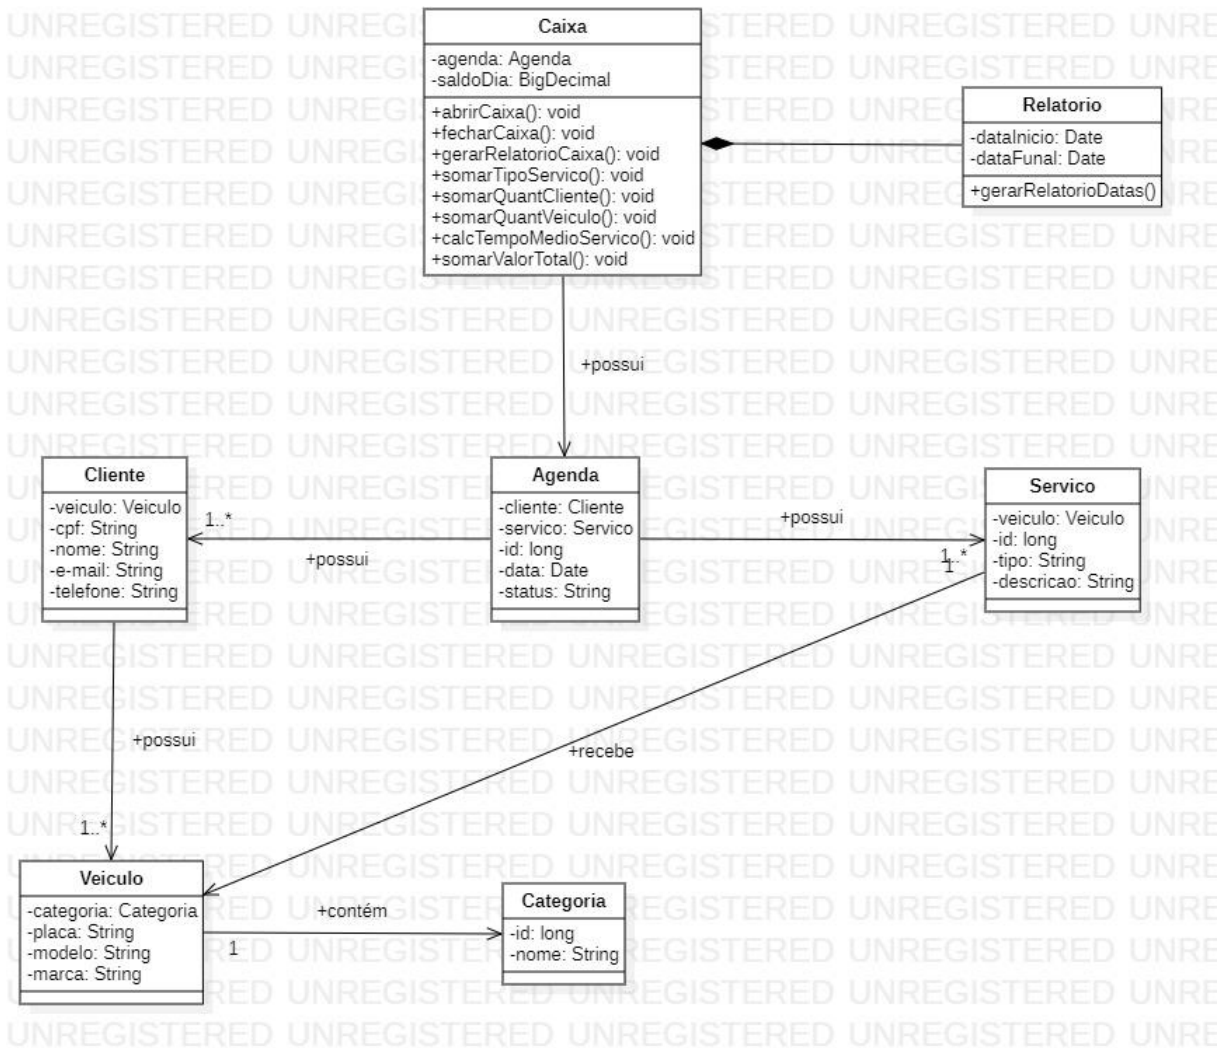 Caixa
-agenda: Agenda
-saldoDia: BigDecimal
+abrirCaixa(): void
+fecharCaixa(): void
+gerarRelatorioCaixa(): void
+somarTipoServico(): void
+somarQuantCliente(): void
+somarQuantVeiculo(): void
+calcTempoMedioServico(): void
+somarValorTotal(): void
Relatorio
-dataInicio: Date
-dataFunal: Date
+gerarRelatorioDatas()
+possui
Cliente
-veiculo: Veiculo
-cpf: String
-nome: String
-e-mail: String
-telefone: String
1..*
+possui
Agenda
-cliente: Cliente
-servico: Servico
-id: long
-data: Date
-status: String
+possui
1..*
1
Servico
-veiculo: Veiculo
-id: long
-tipo: String
-descricao: String
+possui
1..*
+recebe
Veiculo
-categoria: Categoria
-placa: String
-modelo: String
-marca: String
+contém
1
Categoria
-id: long
-nome: String
UNREGISTERED